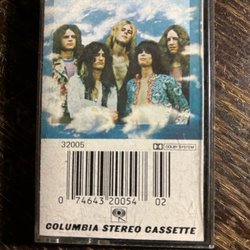 32005
DOLBY SYSTEM
0 74643 20054 02
COLUMBIA STEREO CASSETTE